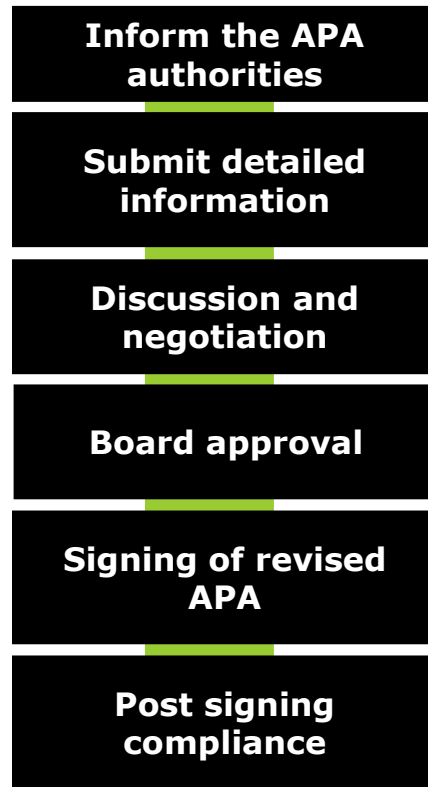 Inform the APA
authorities
Submit detailed
information
Discussion and
negotiation
Board approval
Signing of revised
APA
Post signing
compliance